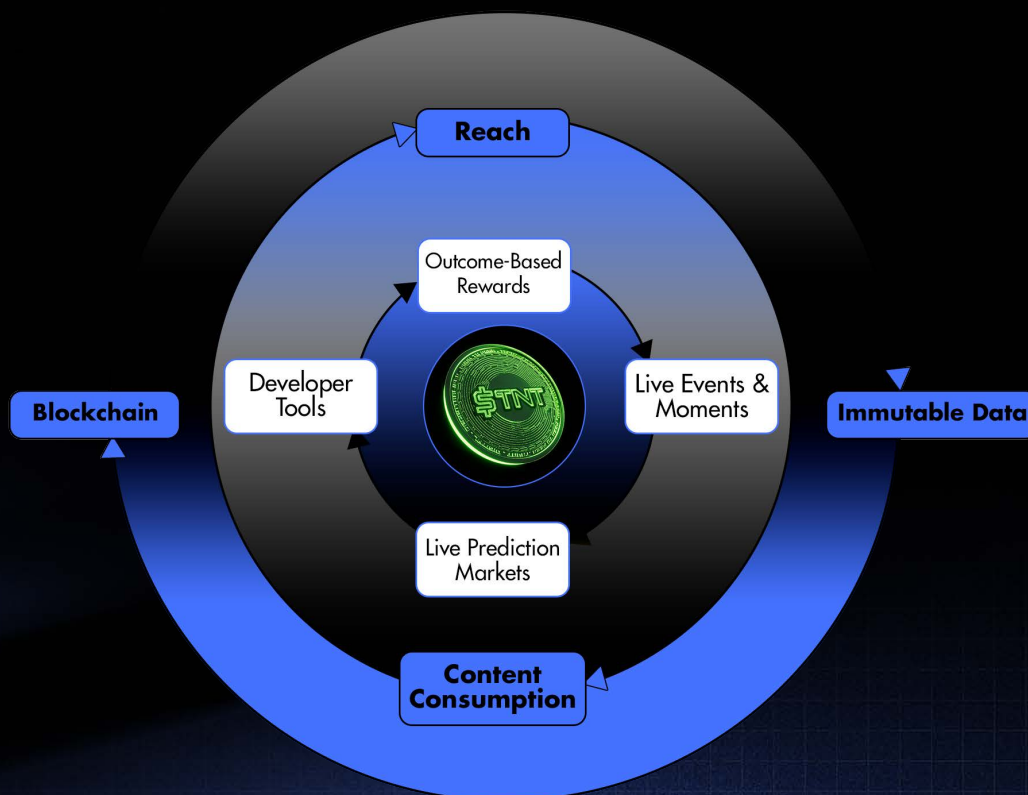 Reach
Outcome-Based
Rewards
Developer
Tools
$TNT
Live Events &
Moments
Blockchain
Immutable Data
Live Prediction
Markets
Content
Consumption